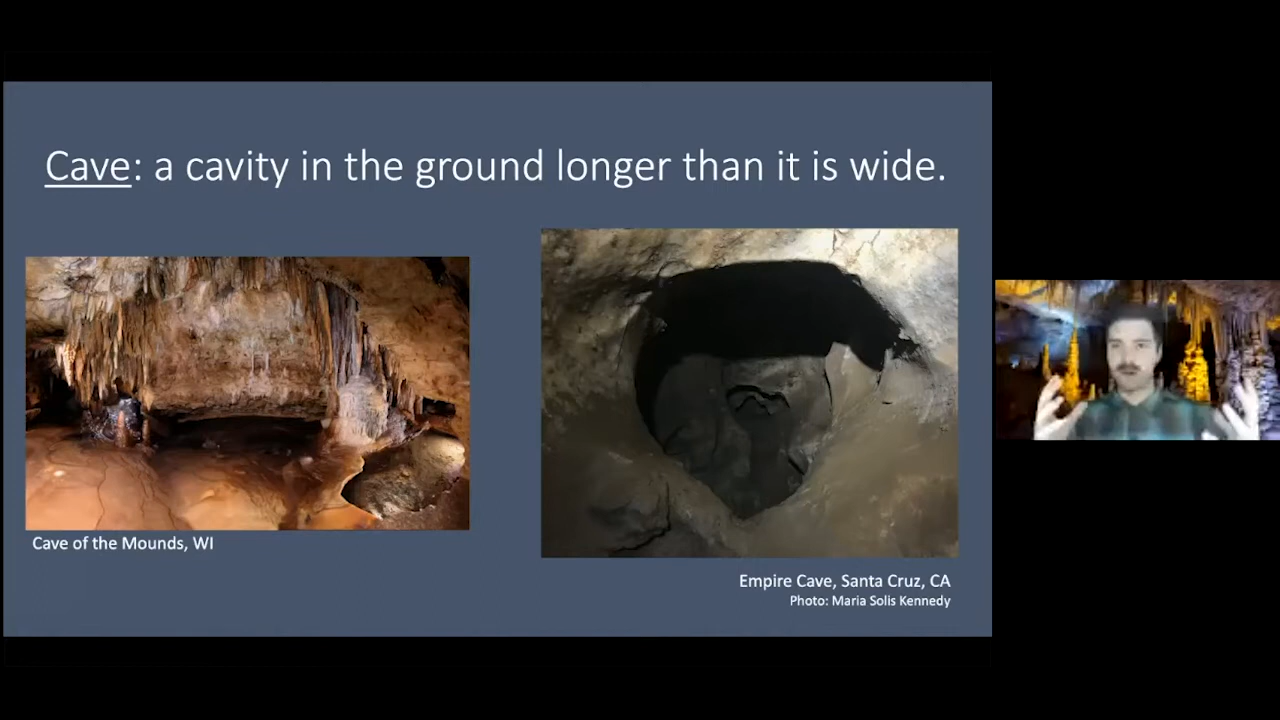 Cave: a cavity in the ground longer than it is wide.
Cave of the Mounds, WI
Empire Cave, Santa Cruz, CA
Photo: Maria Solis Kennedy